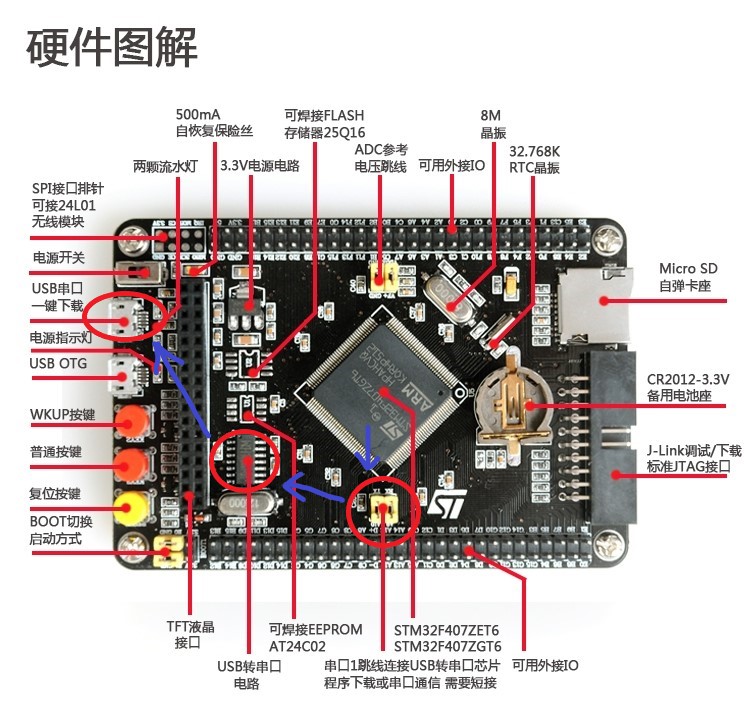 硬件图解
500mA
自恢复保险丝
可焊接FLASH
存储器25Q16
8M
晶振
ADC参考
电压跳线
32.768K
RTC晶振
两颗流水灯
3.3V电源电路
可用外接IO
SPI接口排针
可接24L01
无线模块
电源开关
USB串口
一键下载
Micro SD
自弹卡座
电源指示灯
USB OTG
CR2012-3.3V
备用电池座
WKUP按键
普通按键
J-Link调试/下载
标准JTAG接口
复位按键
BOOT切换
启动方式
ARM
TFT液晶
接口
可焊接EEPROM
AT24C02
STM32F407ZET6
STM32F407ZGT6
USB转串口
电路
串口1跳线连接USB转串口芯片
程序下载或串口通信 需要短接
可用外接IO